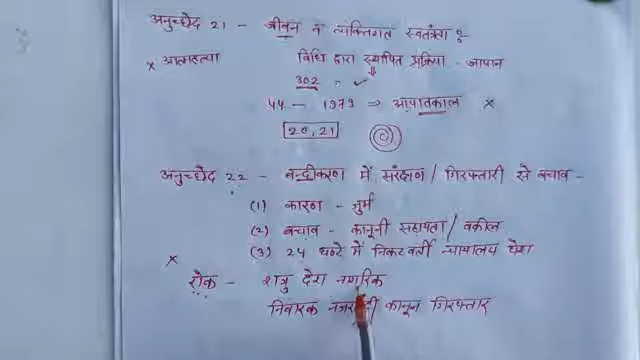 अनुच्छेद 21 - जीवन व व्यक्तिगत स्वतंत्रता :-
× आत्महत्या विधि द्वारा स्थापित प्रक्रिया - जापान
302 = ✓
44 - 1979 ⇒ आपातकाल ×
20, 21
अनुच्छेद 22 - बन्दीकरण में संरक्षण / गिरफ्तारी से बचाव -
(1) कारण - जुर्म
(2) बचाव - कानूनी सहायता / वकील
(3) 24 घण्टे में निकटवर्ती न्यायालय पेश
×
रोक - शत्रु देश नागरिक
निवारक कानून गिरफ्तार